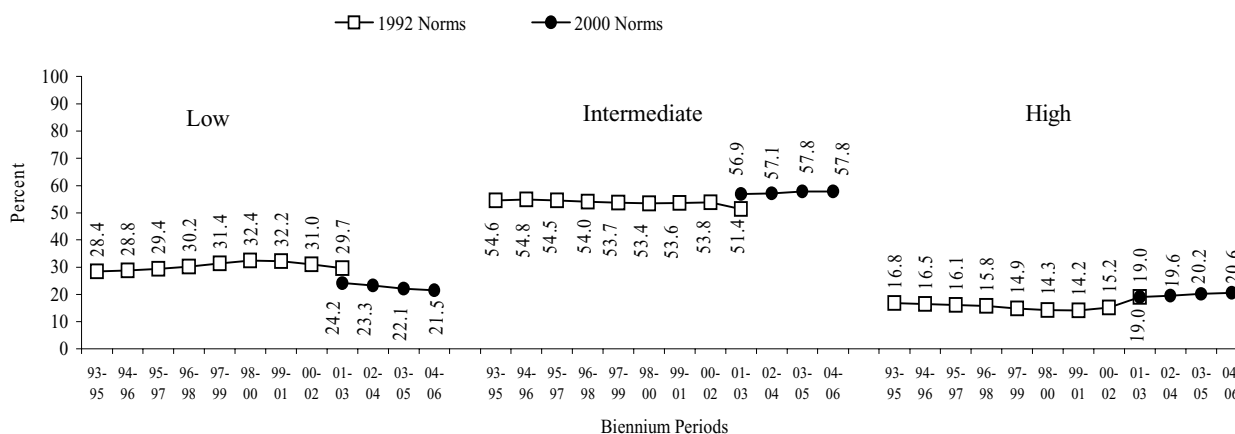 1992 Norms 2000 Norms
Low Intermediate High
Percent
100
90
80
70
60
50
40
30
20
10
0
28.4 28.8 29.4 30.2 31.4 32.4 32.2 31.0 29.7
24.2 23.3 22.1 21.5
56.9 57.1 57.8 57.8
54.6 54.8 54.5 54.0 53.7 53.4 53.6 53.8 51.4
16.8 16.5 16.1 15.8 14.9 14.3 14.2 15.2 19.0 19.6 20.2 20.6
19.0
93- 94- 95- 96- 97- 98- 99- 00- 01- 02- 03- 04- 93- 94- 95- 96- 97- 98- 99- 00- 01- 02- 03- 04- 93- 94- 95- 96- 97- 98- 99- 00- 01- 02- 03- 04-
95 96 97 98 99 00 01 02 03 04 05 06 95 96 97 98 99 00 01 02 03 04 05 06 95 96 97 98 99 00 01 02 03 04 05 06
Biennium Periods